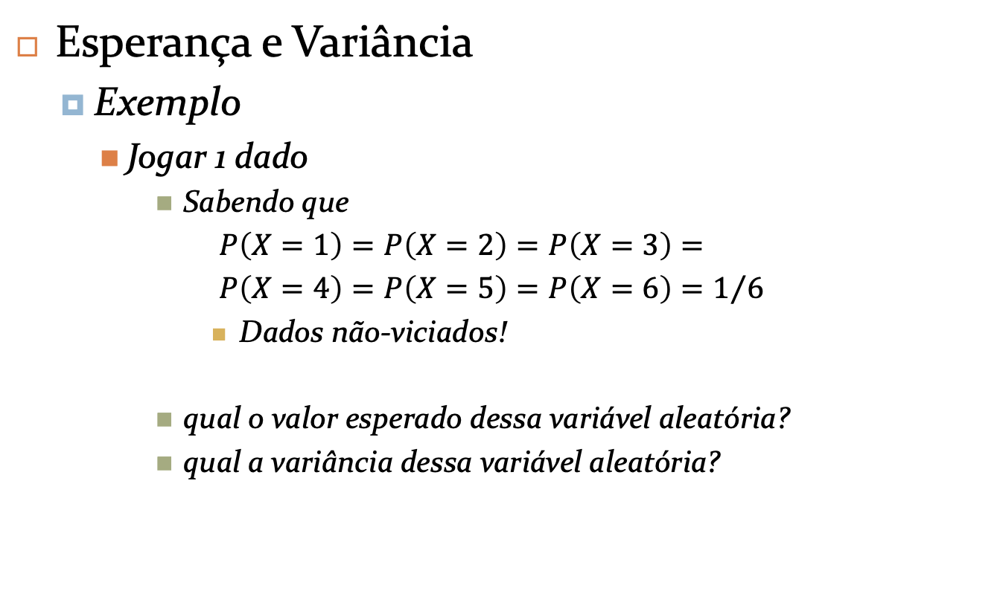 Esperança e Variância
Exemplo
Jogar 1 dado
Sabendo que
P(X = 1) = P(X = 2) = P(X = 3) =
P(X = 4) = P(X = 5) = P(X = 6) = 1/6
Dados não-viciados!
qual o valor esperado dessa variável aleatória?
qual a variância dessa variável aleatória?